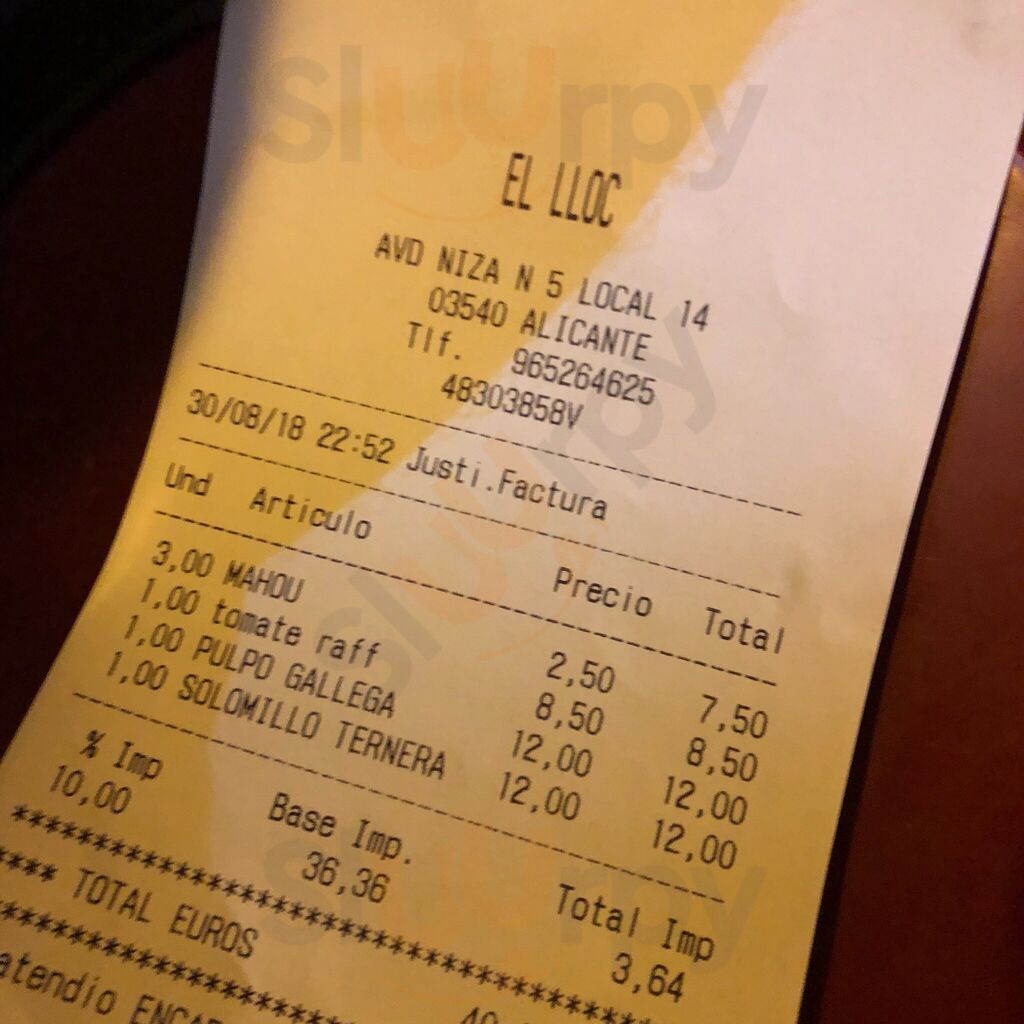 EL LLOC
AVD NIZA N 5 LOCAL 14
03540 ALICANTE
Tlf. 965264625
48303858V
30/08/18 22:52 Justi.Factura
Und Articulo Precio Total
3,00 MAHOU 2,50 7,50
1,00 tomate raff 8,50 8,50
1,00 PULPO GALLEGA 12,00 12,00
1,00 SOLOMILLO TERNERA 12,00 12,00
% Imp Base Imp. Total Imp
10,00 36,36 3,64
**************************************
**** TOTAL EUROS
**************************************
Sluurpy
Sluurpy
Sluurpy